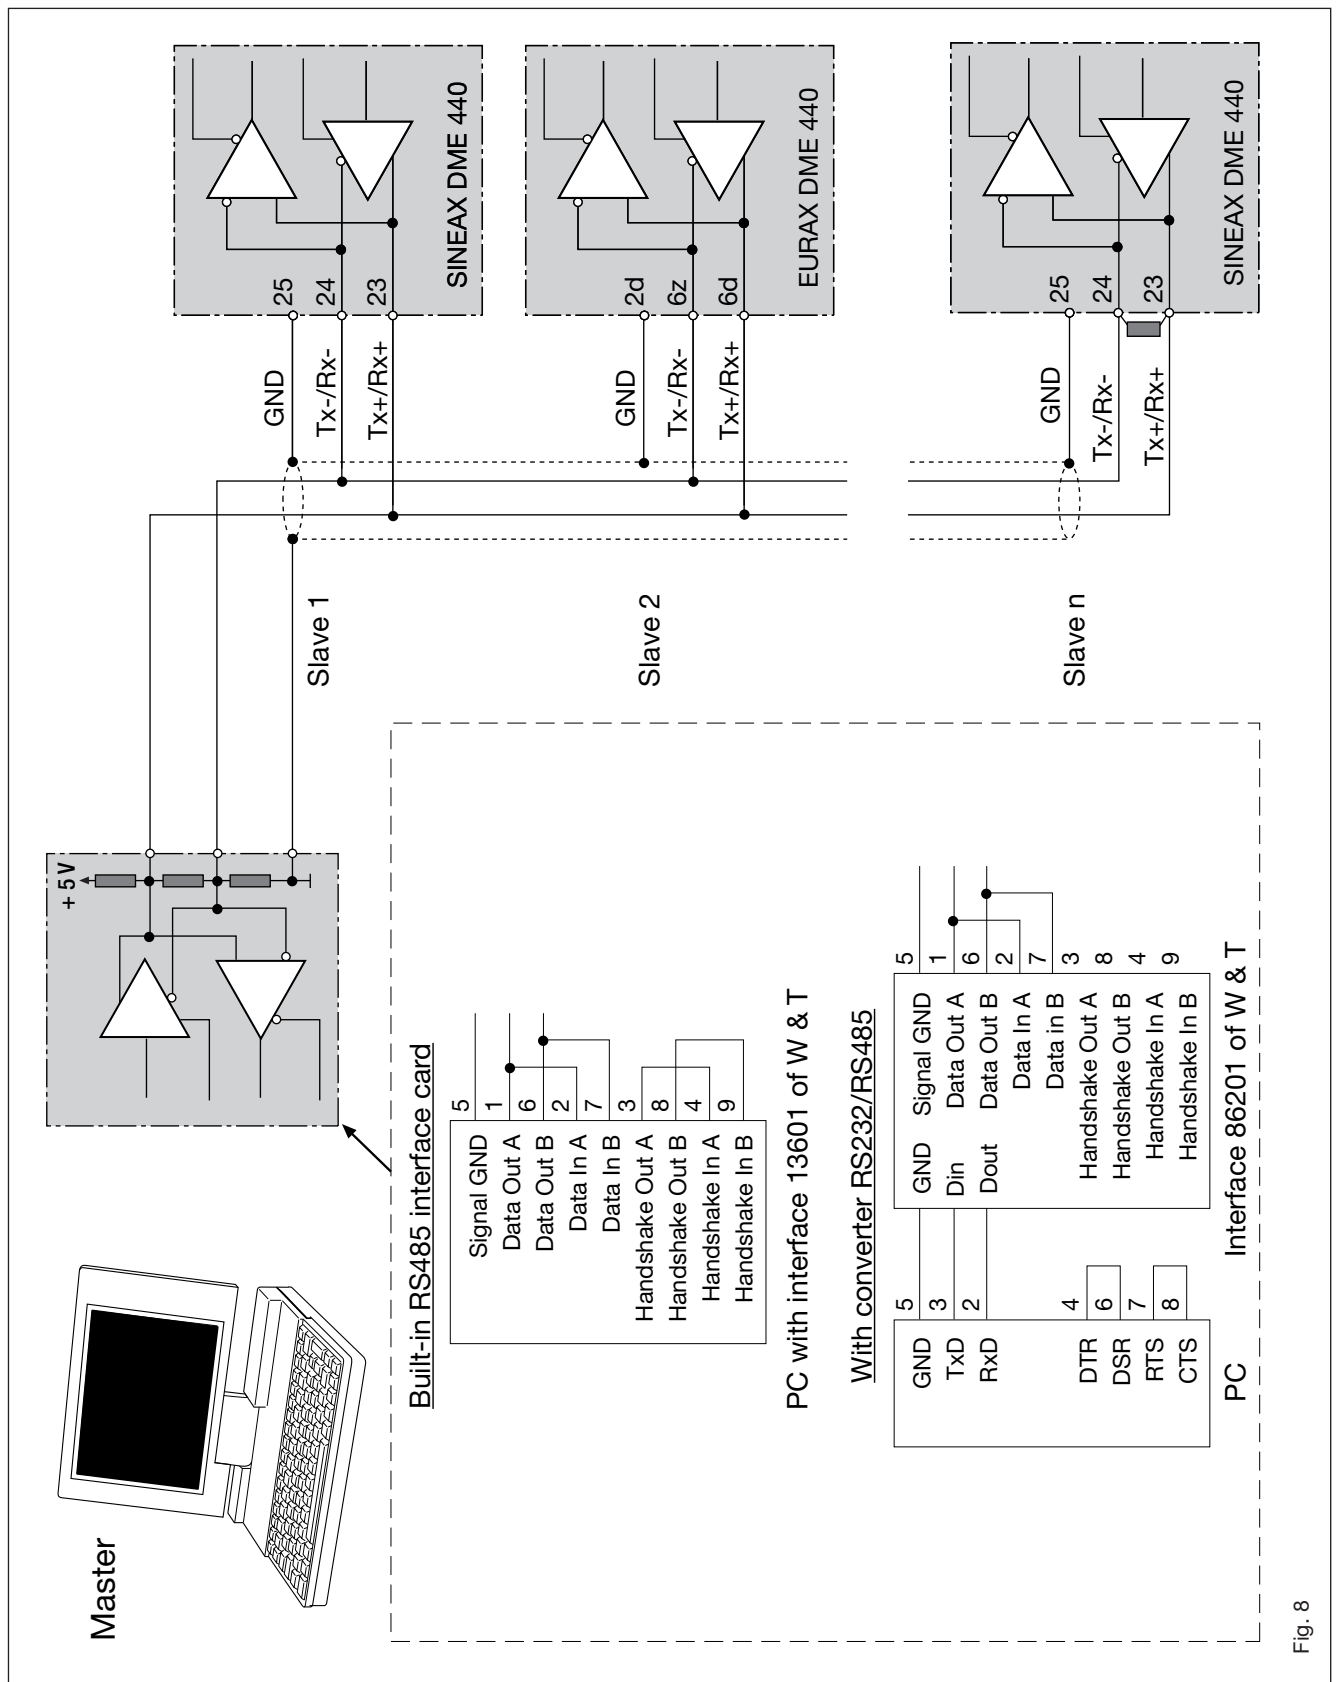 Master
+ 5 V
GND
Tx-/Rx-
Tx+/Rx+
25
24
23
SINEAX DME 440
Slave 1
GND
Tx-/Rx-
Tx+/Rx+
2d
6z
6d
EURAX DME 440
Slave 2
GND
Tx-/Rx-
Tx+/Rx+
25
24
23
SINEAX DME 440
Slave n
Built-in RS485 interface card
Signal GND 5
Data Out A 1
Data Out B 6
Data In A 2
Data In B 7
Handshake Out A 3
Handshake Out B 8
Handshake In A 4
Handshake In B 9
PC with interface 13601 of W & T
With converter RS232/RS485
GND 5
TxD 3
RxD 2
DTR 4
DSR 6
RTS 7
CTS 8
PC
GND Signal GND 5
Din Data Out A 1
Dout Data Out B 6
Data In A 2
Data in B 7
Handshake Out A 3
Handshake Out B 8
Handshake In A 4
Handshake In B 9
Interface 86201 of W & T
Fig. 8